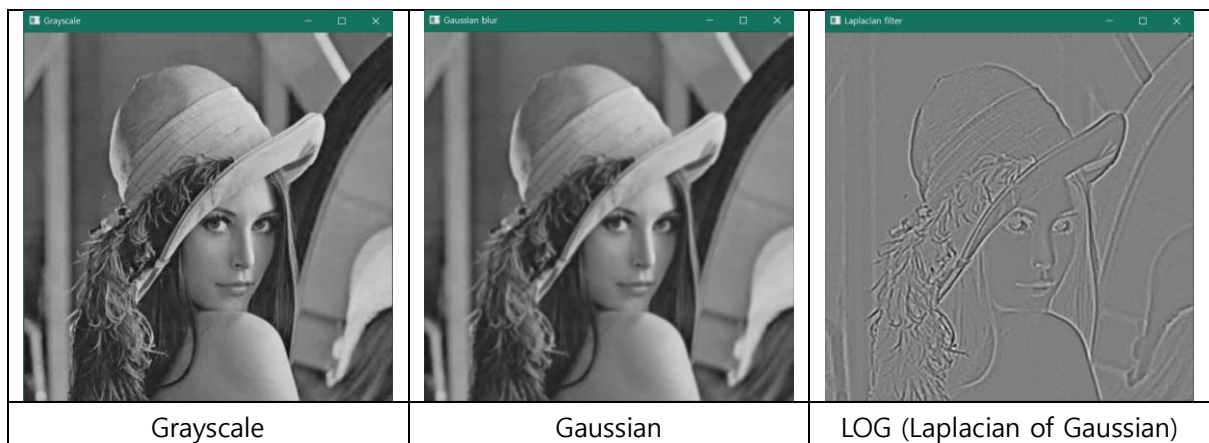 Grayscale
Gaussian blur
Laplacian filter
Grayscale
Gaussian
LOG (Laplacian of Gaussian)